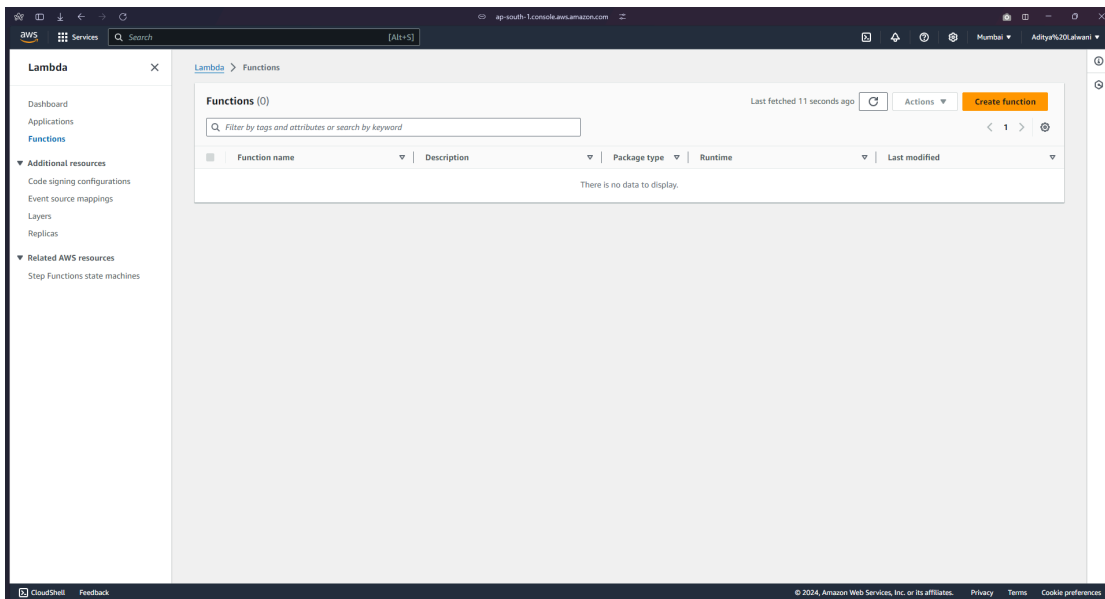 ap-south-1.console.aws.amazon.com
aws Services Search [Alt+S] Mumbai Aditya%20Lalwani
Lambda
Dashboard
Applications
Functions
Additional resources
Code signing configurations
Event source mappings
Layers
Replicas
Related AWS resources
Step Functions state machines
Lambda > Functions
Functions (0) Last fetched 11 seconds ago Actions Create function
Filter by tags and attributes or search by keyword 1
Function name Description Package type Runtime Last modified
There is no data to display.
CloudShell Feedback © 2024, Amazon Web Services, Inc. or its affiliates. Privacy Terms Cookie preferences